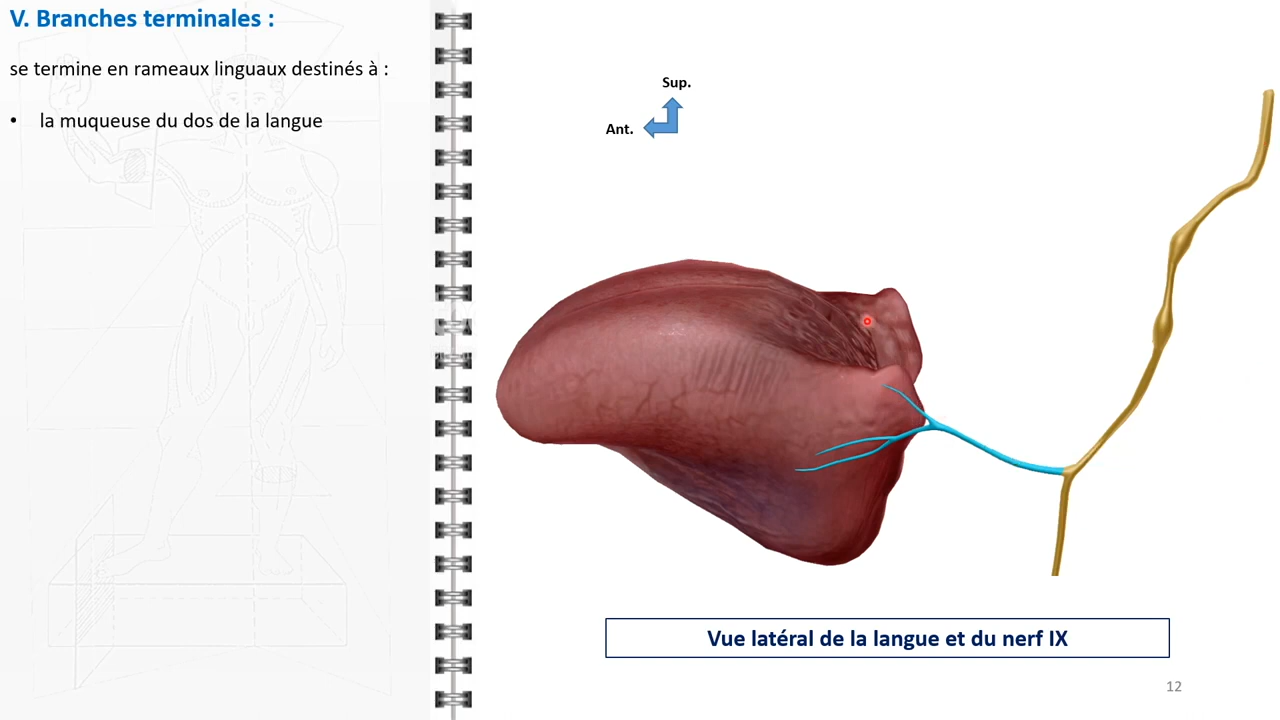 V. Branches terminales :
se termine en rameaux linguaux destinés à :
• la muqueuse du dos de la langue
Sup.
Ant.
Vue latéral de la langue et du nerf IX
12